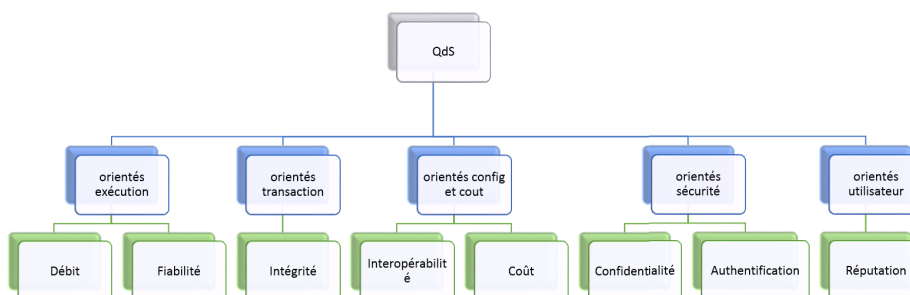 QdS
orientés
exécution
orientés
transaction
orientés config
et cout
orientés
sécurité
orientés
utilisateur
Débit
Fiabilité
Intégrité
Interopérabilit
é
Coût
Confidentialité
Authentification
Réputation